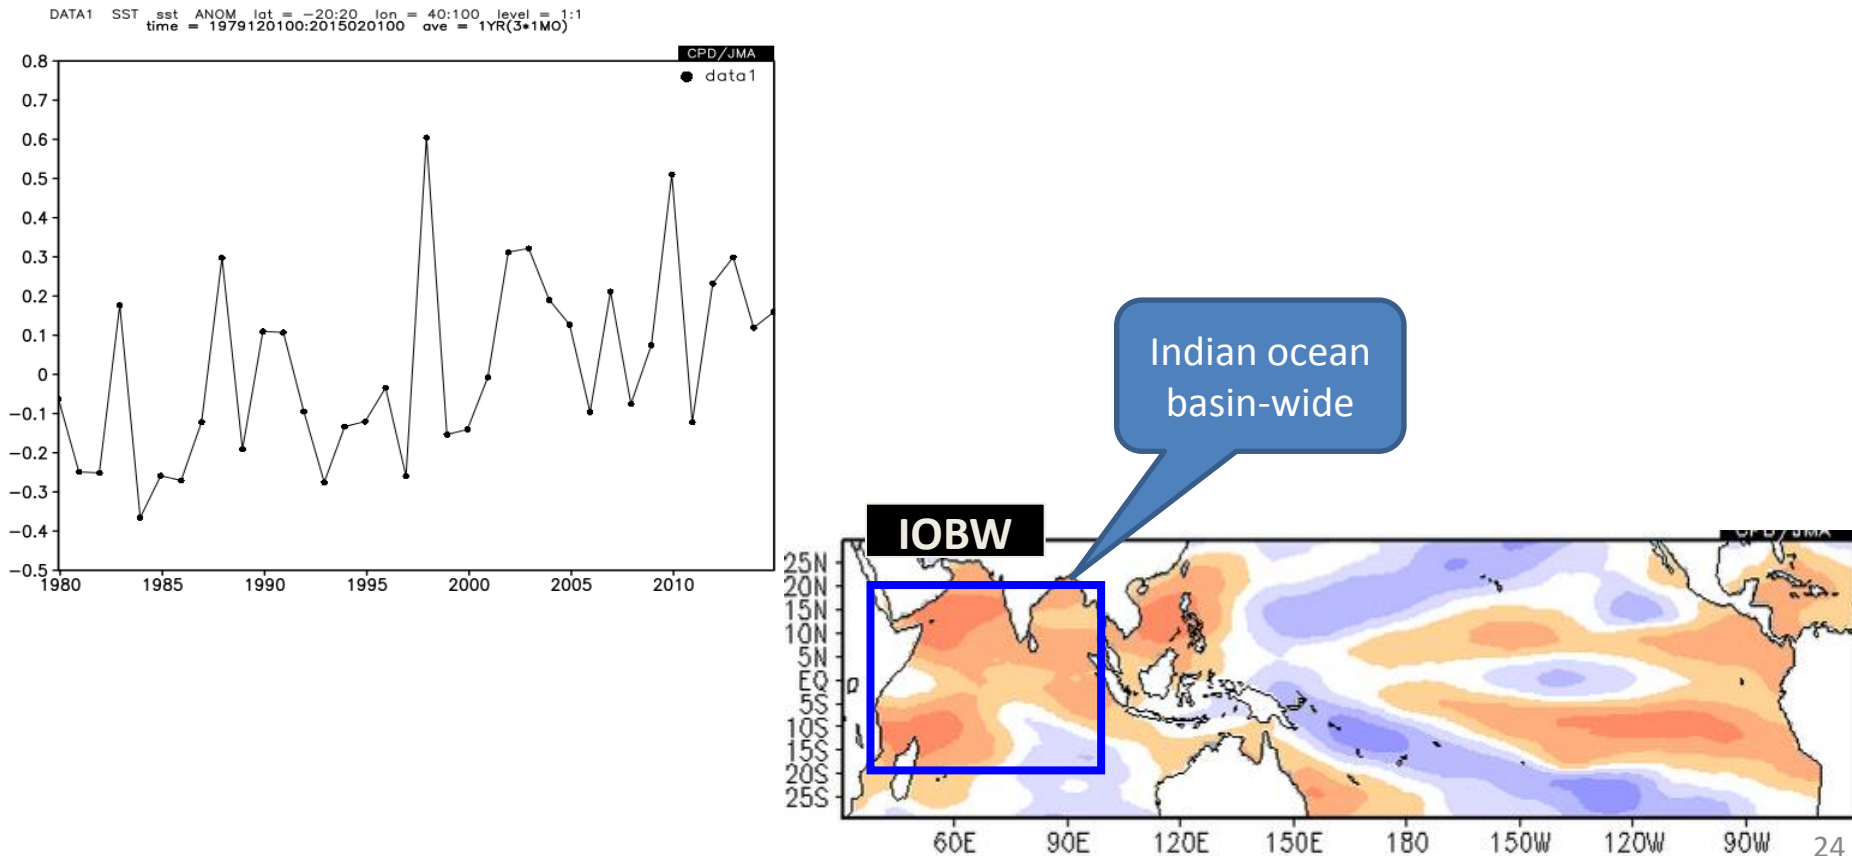 DATA1 SST sst ANOM lat = -20:20 lon = 40:100 level = 1:1
time = 1979120100:2015020100 ave = 1YR(3*1MO)
CPD/JMA
data1
0.8
0.7
0.6
0.5
0.4
0.3
0.2
0.1
0
-0.1
-0.2
-0.3
-0.4
-0.5
1980 1985 1990 1995 2000 2005 2010
Indian ocean
basin-wide
IOBW
CPD/JMA
25N
20N
15N
10N
5N
EQ
5S
10S
15S
20S
25S
60E 90E 120E 150E 180 150W 120W 90W
24